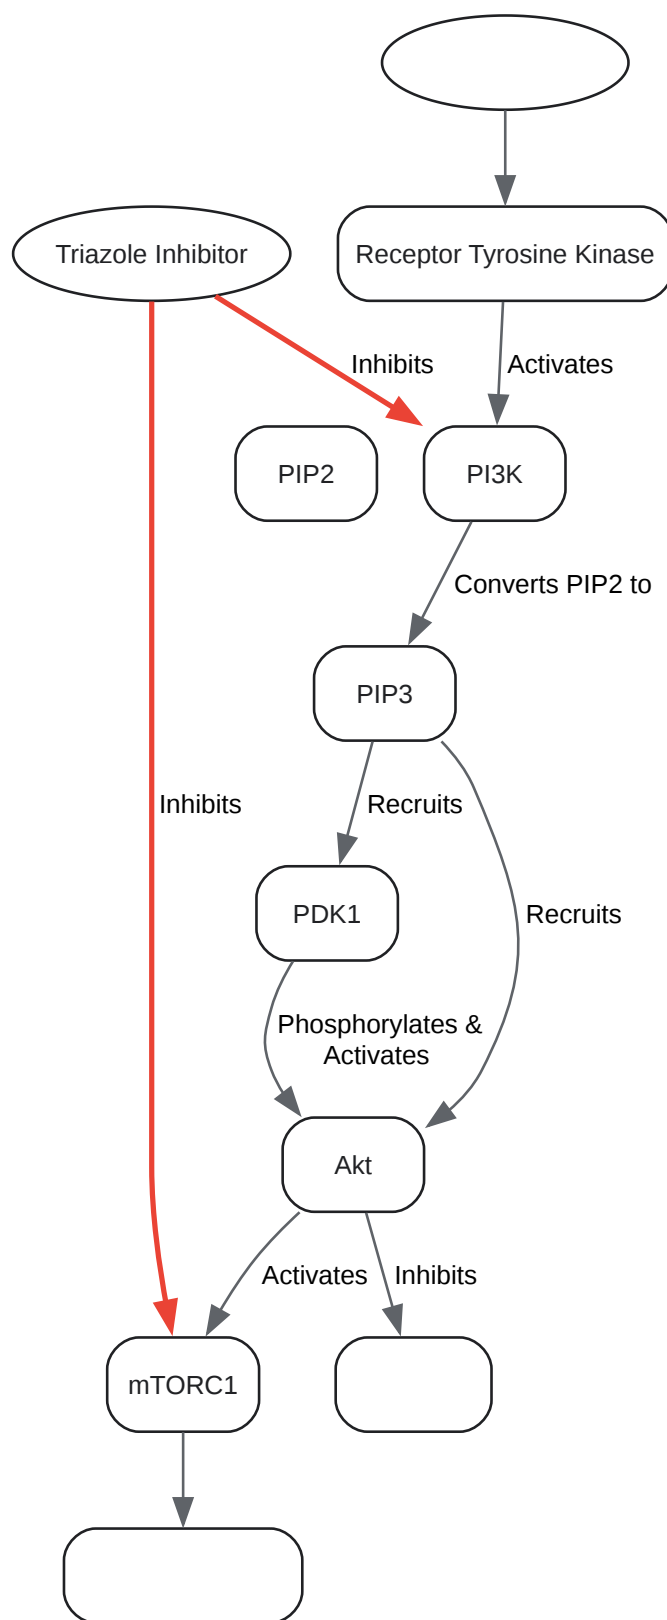 Triazole Inhibitor
Receptor Tyrosine Kinase
Inhibits
Activates
PIP2
PI3K
Converts PIP2 to
PIP3
Inhibits
Recruits
PDK1
Recruits
Phosphorylates &
Activates
Akt
Activates
Inhibits
mTORC1